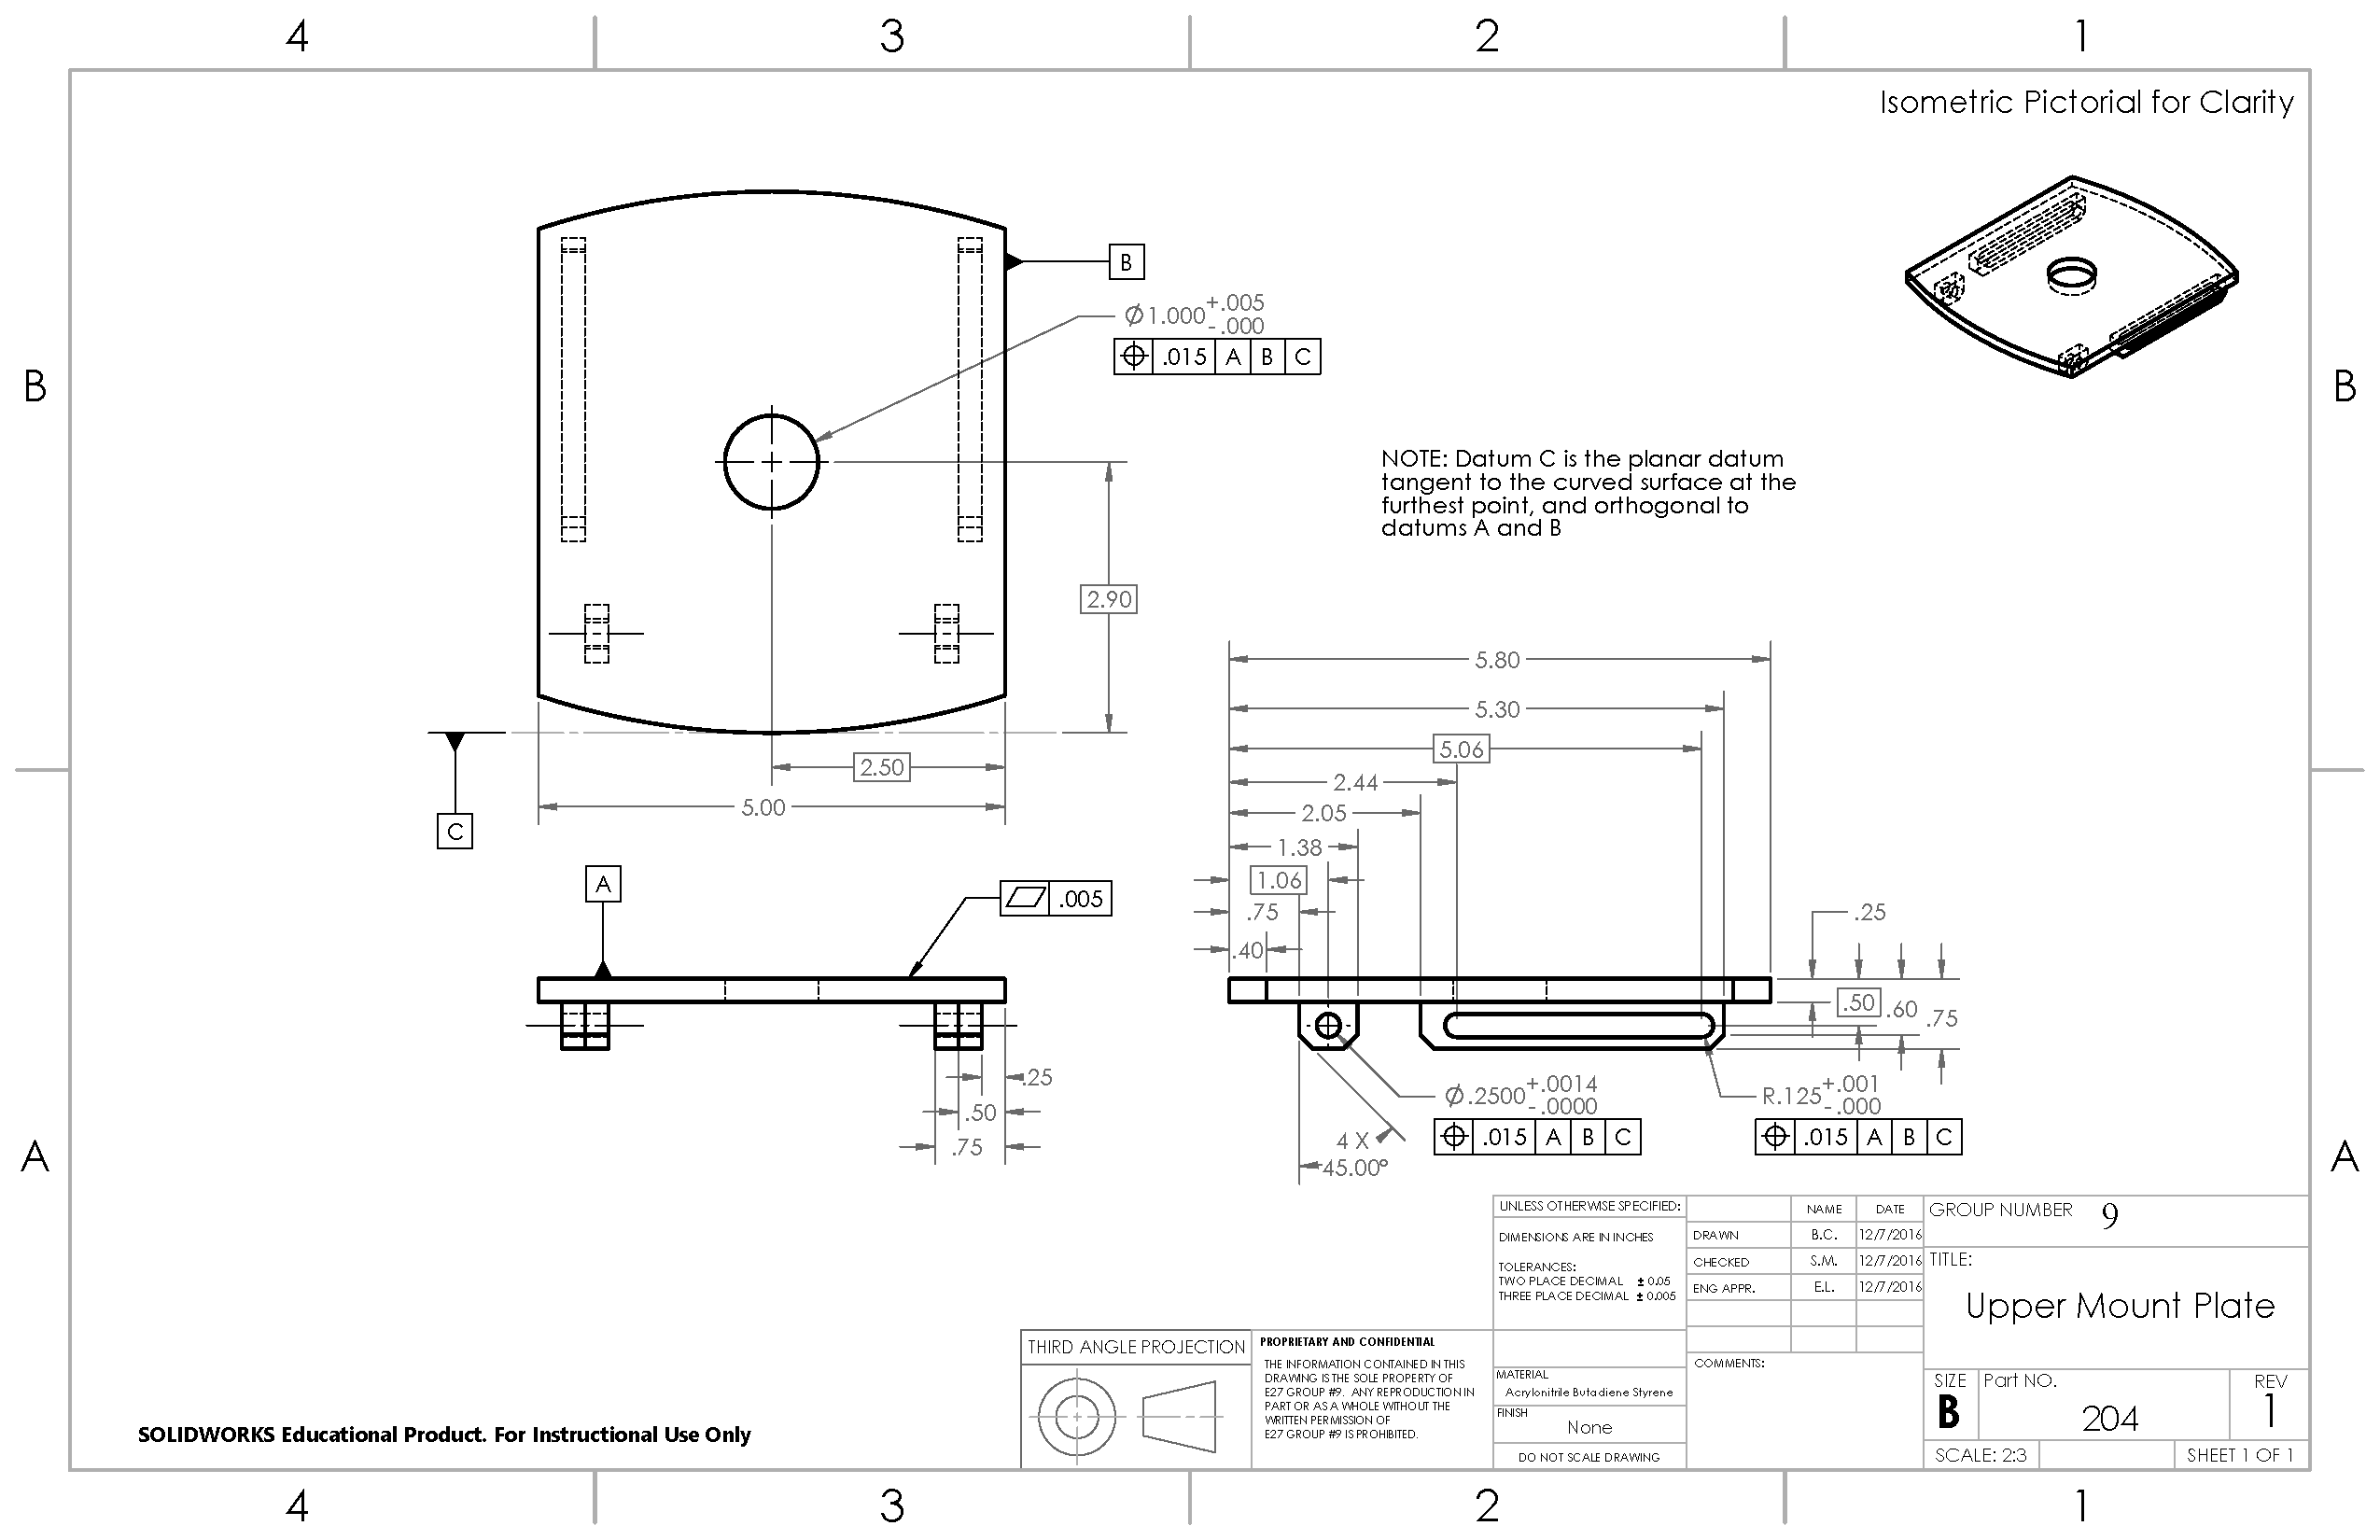 4 3 2 1
Isometric Pictorial for Clarity
B
B
B
⌀1.000 +.005 -.000
⌖ .015 A B C
NOTE: Datum C is the planar datum
tangent to the curved surface at the
furthest point, and orthogonal to
datums A and B
2.90
2.50
5.00
C
5.80
5.30
5.06
2.44
2.05
1.38
1.06
.75
.40
A
⏥ .005
.25
.50
.60
.75
.25
.50
.75
⌀.2500 +.0014 -.0000
⌖ .015 A B C
R.125 +.001 -.000
⌖ .015 A B C
4 X
45.00°
A
A
UNLESS OTHERWISE SPECIFIED:
DIMENSIONS ARE IN INCHES
TOLERANCES:
TWO PLACE DECIMAL ± 0.05
THREE PLACE DECIMAL ± 0.005
NAME DATE
DRAWN B.C. 12/7/2016
CHECKED S.M. 12/7/2016
ENG APPR. E.L. 12/7/2016
COMMENTS:
GROUP NUMBER 9
TITLE:
Upper Mount Plate
THIRD ANGLE PROJECTION
PROPRIETARY AND CONFIDENTIAL
THE INFORMATION CONTAINED IN THIS
DRAWING IS THE SOLE PROPERTY OF
E27 GROUP #9. ANY REPRODUCTION IN
PART OR AS A WHOLE WITHOUT THE
WRITTEN PERMISSION OF
E27 GROUP #9 IS PROHIBITED.
MATERIAL
Acrylonitrile Butadiene Styrene
FINISH
None
DO NOT SCALE DRAWING
SIZE Part NO. REV
B 204 1
SCALE: 2:3 SHEET 1 OF 1
SOLIDWORKS Educational Product. For Instructional Use Only
4 3 2 1